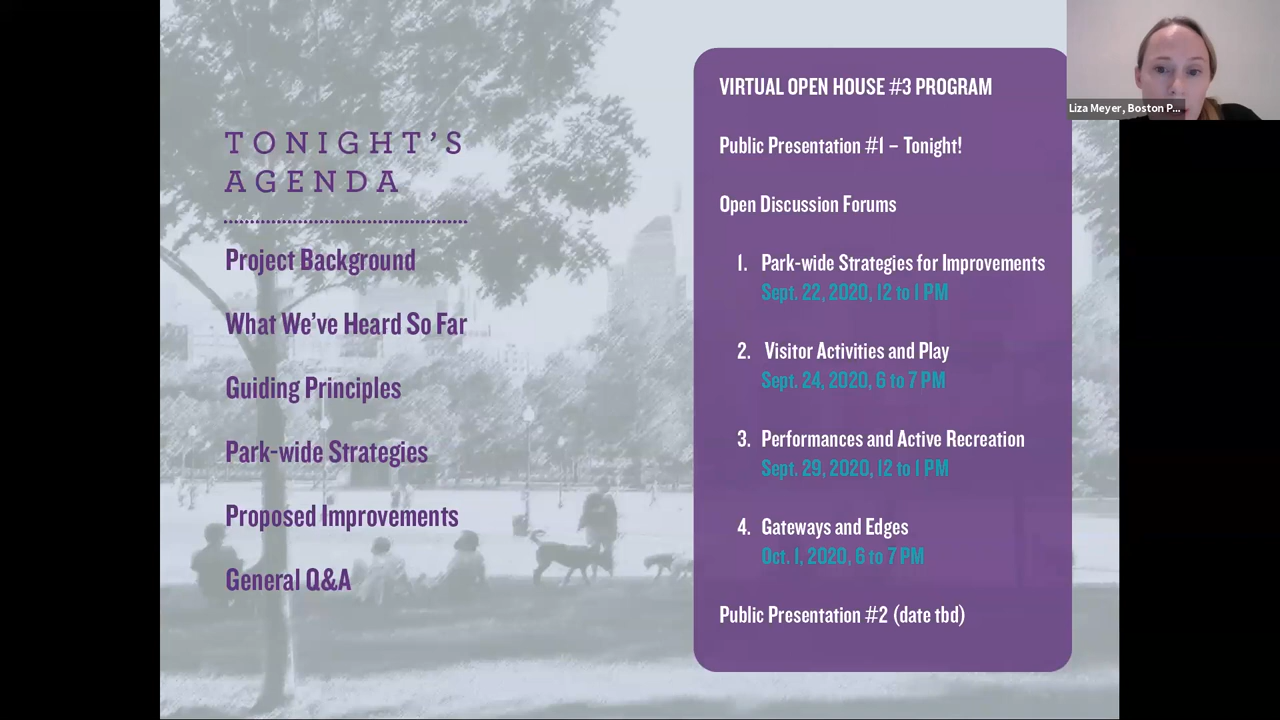 TONIGHT'S
AGENDA
Project Background
What We've Heard So Far
Guiding Principles
Park-wide Strategies
Proposed Improvements
General Q&A
VIRTUAL OPEN HOUSE #3 PROGRAM
Public Presentation #1 – Tonight!
Open Discussion Forums
1. Park-wide Strategies for Improvements
Sept. 22, 2020, 12 to 1 PM
2. Visitor Activities and Play
Sept. 24, 2020, 6 to 7 PM
3. Performances and Active Recreation
Sept. 29, 2020, 12 to 1 PM
4. Gateways and Edges
Oct. 1, 2020, 6 to 7 PM
Public Presentation #2 (date tbd)
Liza Meyer, Boston P...